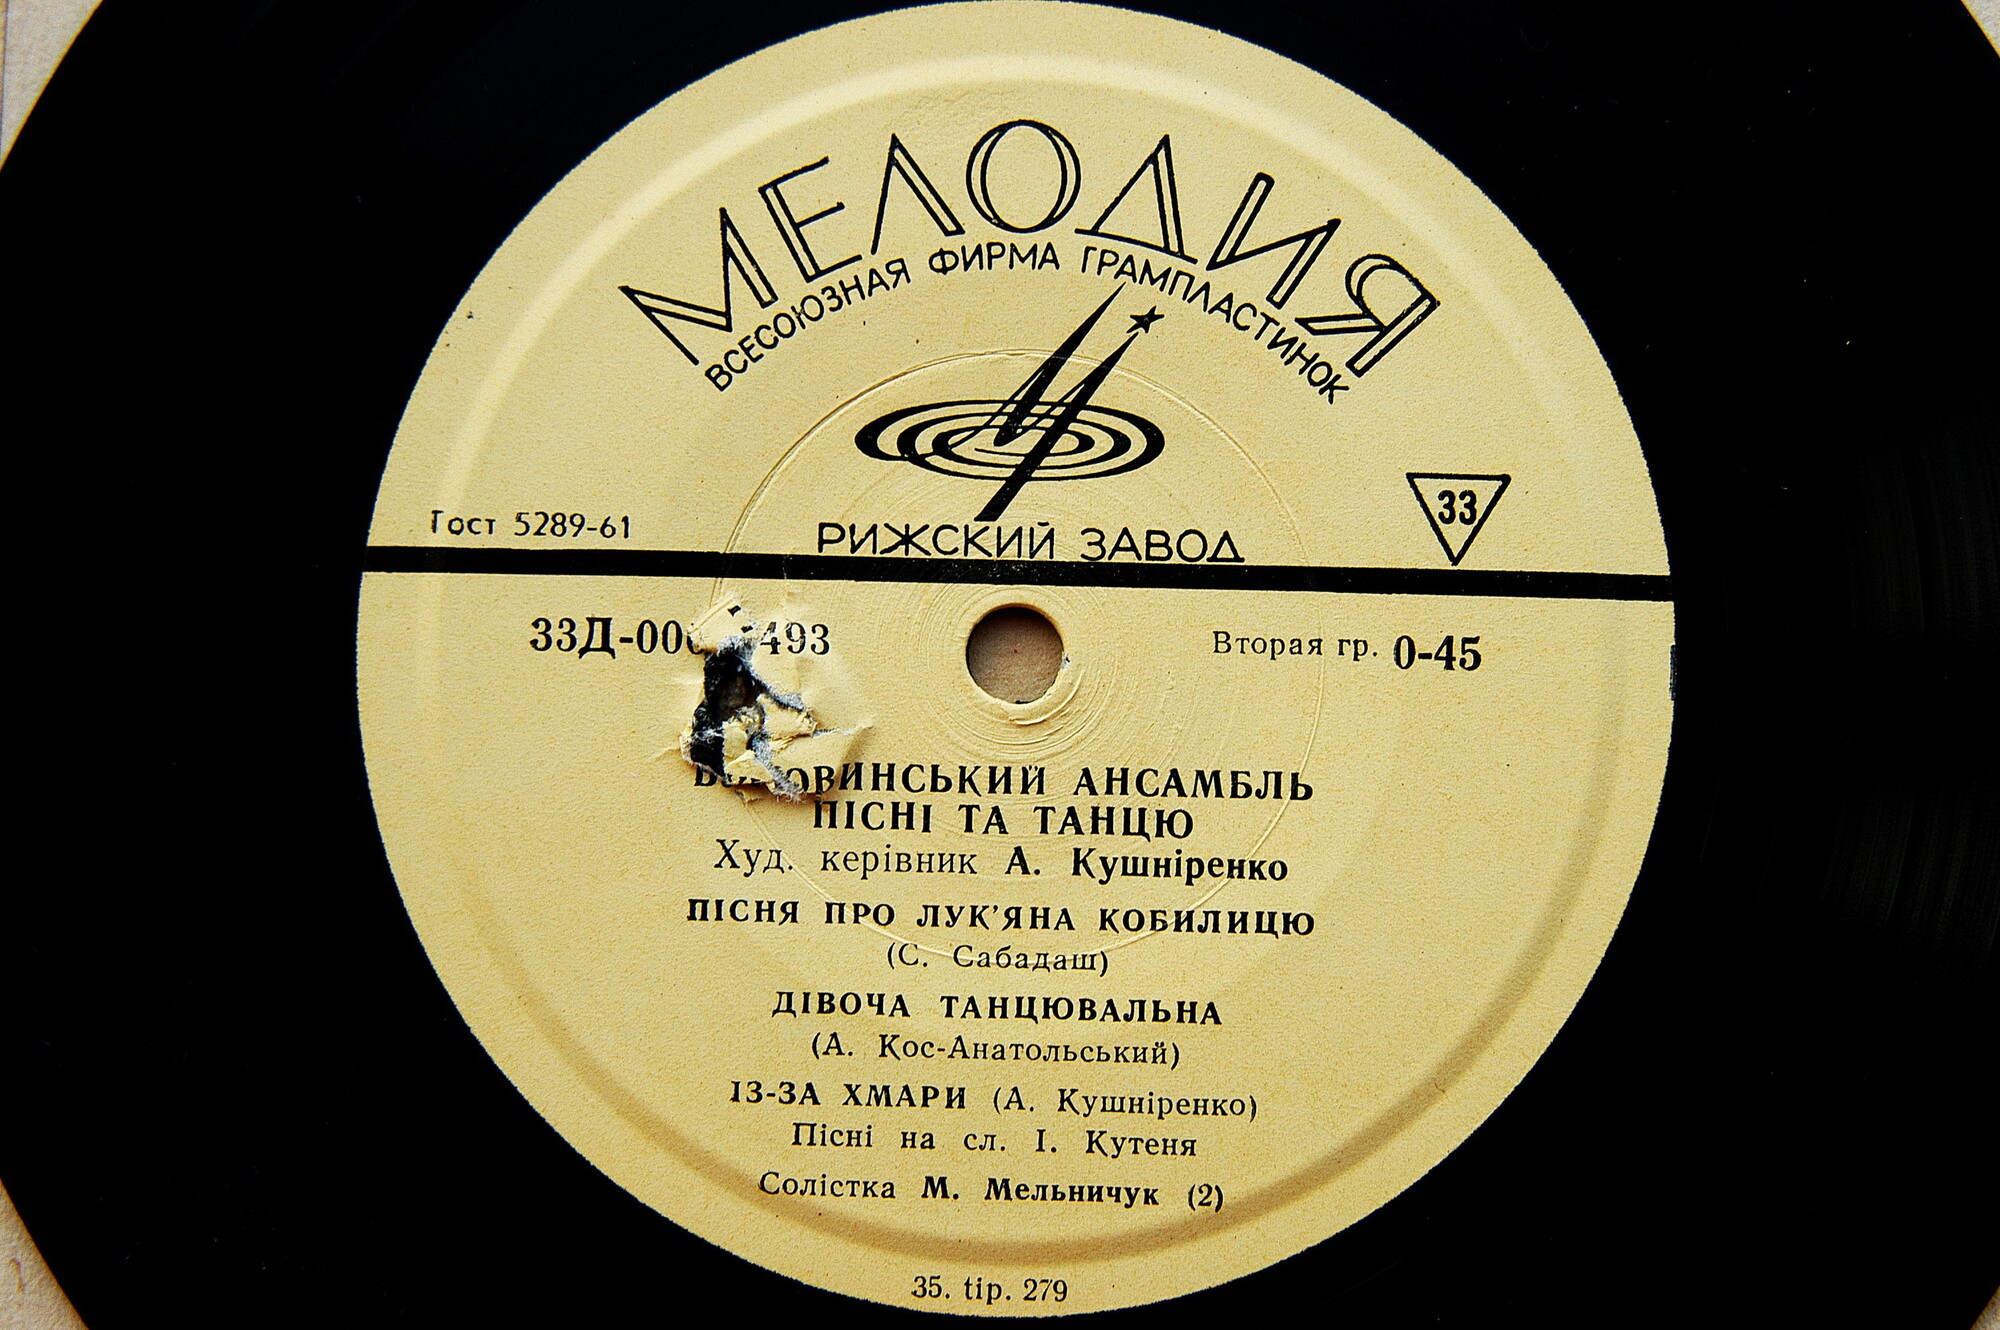 МЕЛОДИЯ
ВСЕСОЮЗНАЯ ФИРМА ГРАМПЛАСТИНОК
33
Гост 5289-61
РИЖСКИЙ ЗАВОД
Вторая гр. 0-45
АНСАМБЛЬ
ПІСНІ ТА ТАНЦЮ
Худ. керівник А. Кушніренко
ПІСНЯ ПРО ЛУК'ЯНА КОБИЛИЦЮ
(С. Сабадаш)
ДІВОЧА ТАНЦЮВАЛЬНА
(А. Кос-Анатольський)
ІЗ-ЗА ХМАРИ (А. Кушніренко)
Пісні на сл. І. Кутеня
Солістка М. Мельничук (2)
35. tip. 279